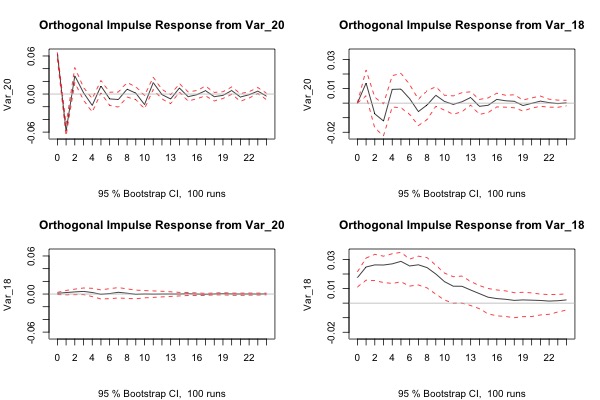 Orthogonal Impulse Response from Var_20
Var_20
-0.06
0.00
0.06
0 2 4 6 8 10 13 16 19 22
95 % Bootstrap CI, 100 runs
Orthogonal Impulse Response from Var_18
Var_20
-0.02
0.01
0.03
0 2 4 6 8 10 13 16 19 22
95 % Bootstrap CI, 100 runs
Orthogonal Impulse Response from Var_20
Var_18
-0.06
0.00
0.06
0 2 4 6 8 10 13 16 19 22
95 % Bootstrap CI, 100 runs
Orthogonal Impulse Response from Var_18
Var_18
-0.02
0.01
0.03
0 2 4 6 8 10 13 16 19 22
95 % Bootstrap CI, 100 runs